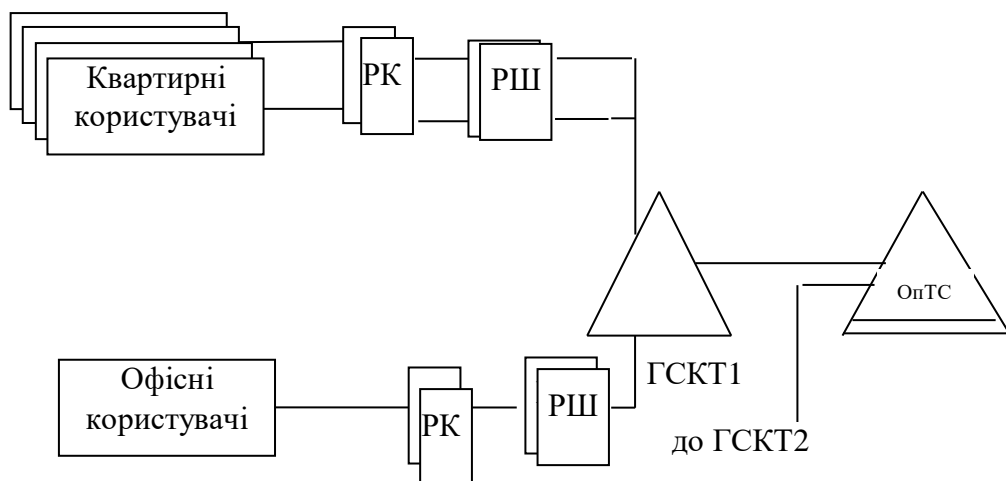 Квартирні
користувачі
РК
РШ
ОпТС
ГСКТ1
Офісні
користувачі
РК
РШ
до ГСКТ2